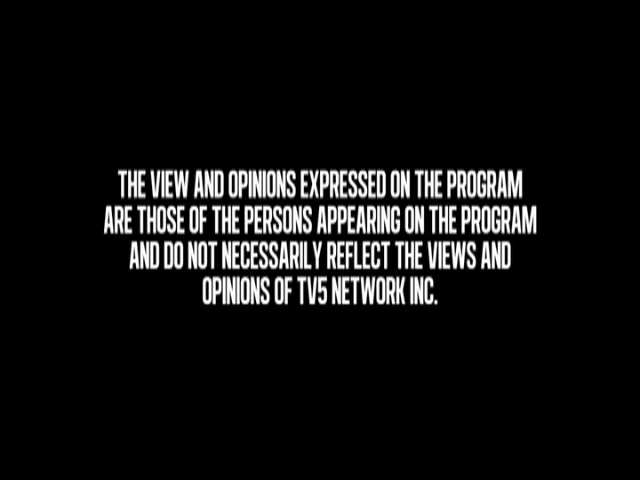 THE VIEW AND OPINIONS EXPRESSED ON THE PROGRAM
ARE THOSE OF THE PERSONS APPEARING ON THE PROGRAM
AND DO NOT NECESSARILY REFLECT THE VIEWS AND
OPINIONS OF TV5 NETWORK INC.